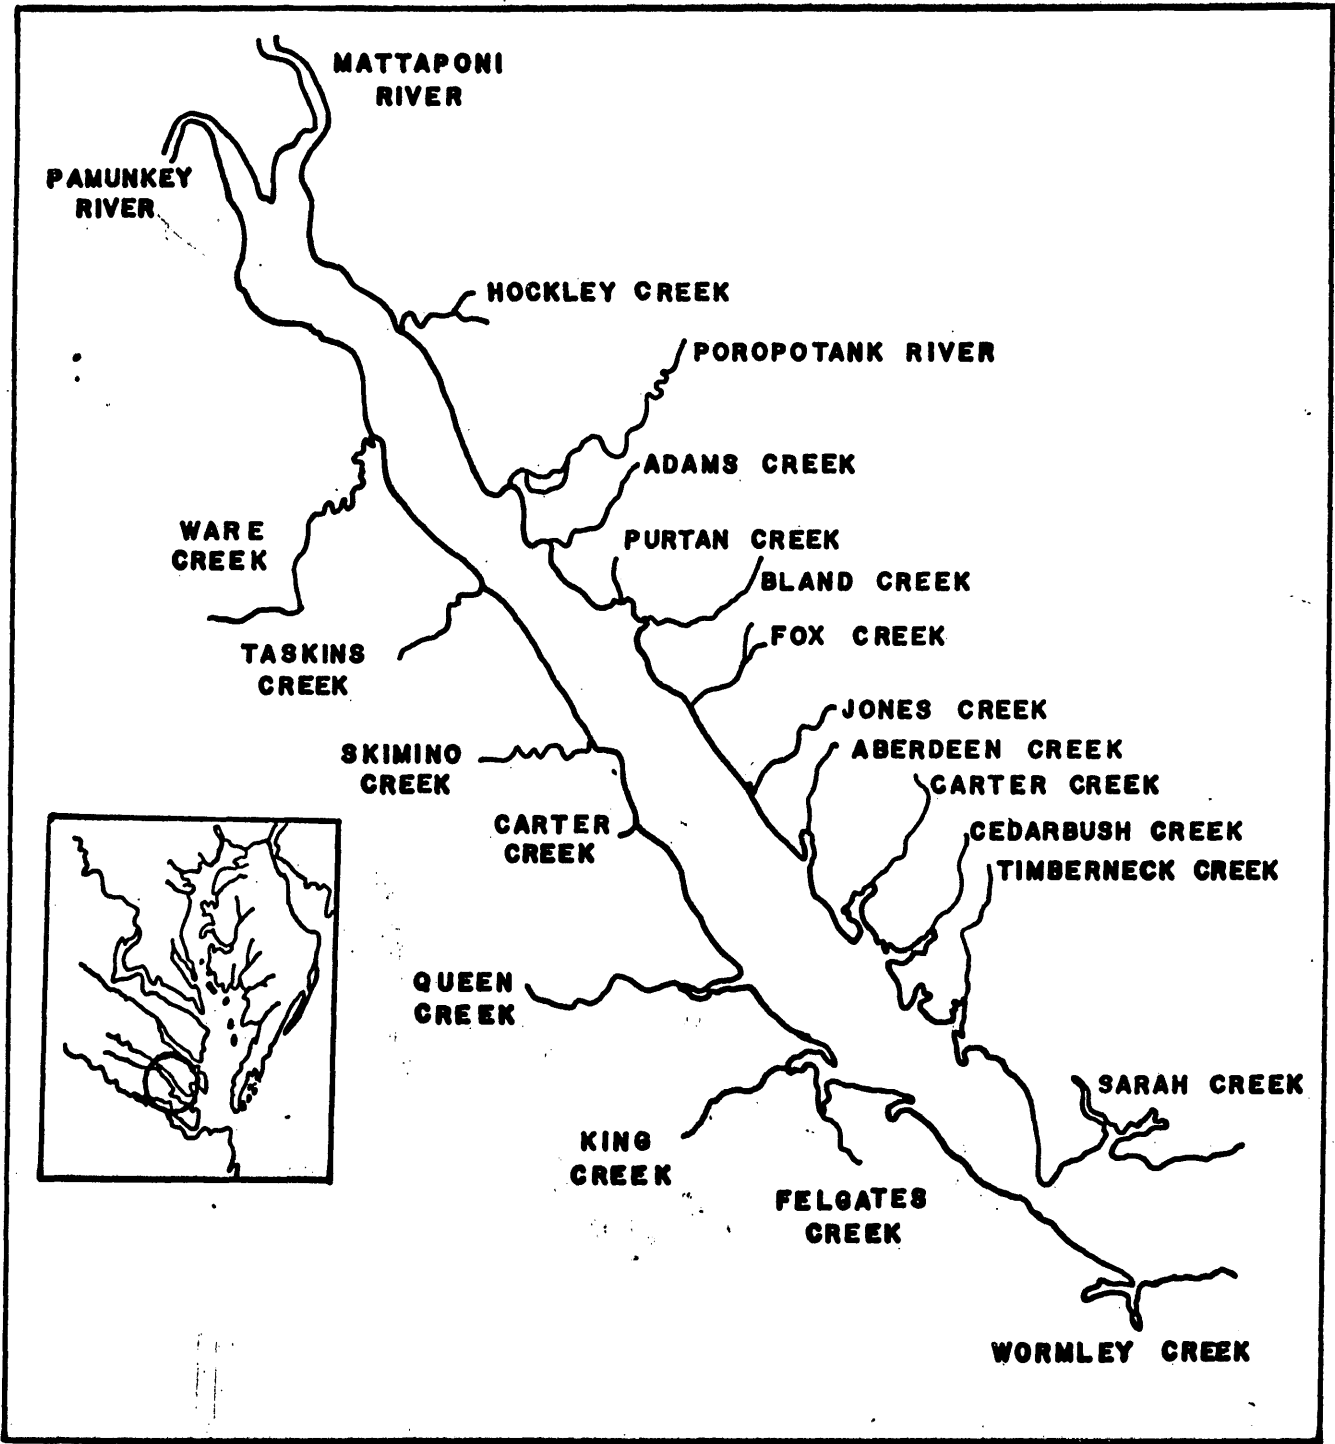 MATTAPONI
RIVER
PAMUNKEY
RIVER
HOCKLEY CREEK
POROPOTANK RIVER
ADAMS CREEK
WARE
CREEK
PURTAN CREEK
BLAND CREEK
FOX CREEK
TASKINS
CREEK
JONES CREEK
ABERDEEN CREEK
SKIMINO
CREEK
CARTER CREEK
CARTER
CREEK
CEDARBUSH CREEK
TIMBERNECK CREEK
QUEEN
CREEK
SARAH CREEK
KING
CREEK
FELGATES
CREEK
WORMLEY CREEK